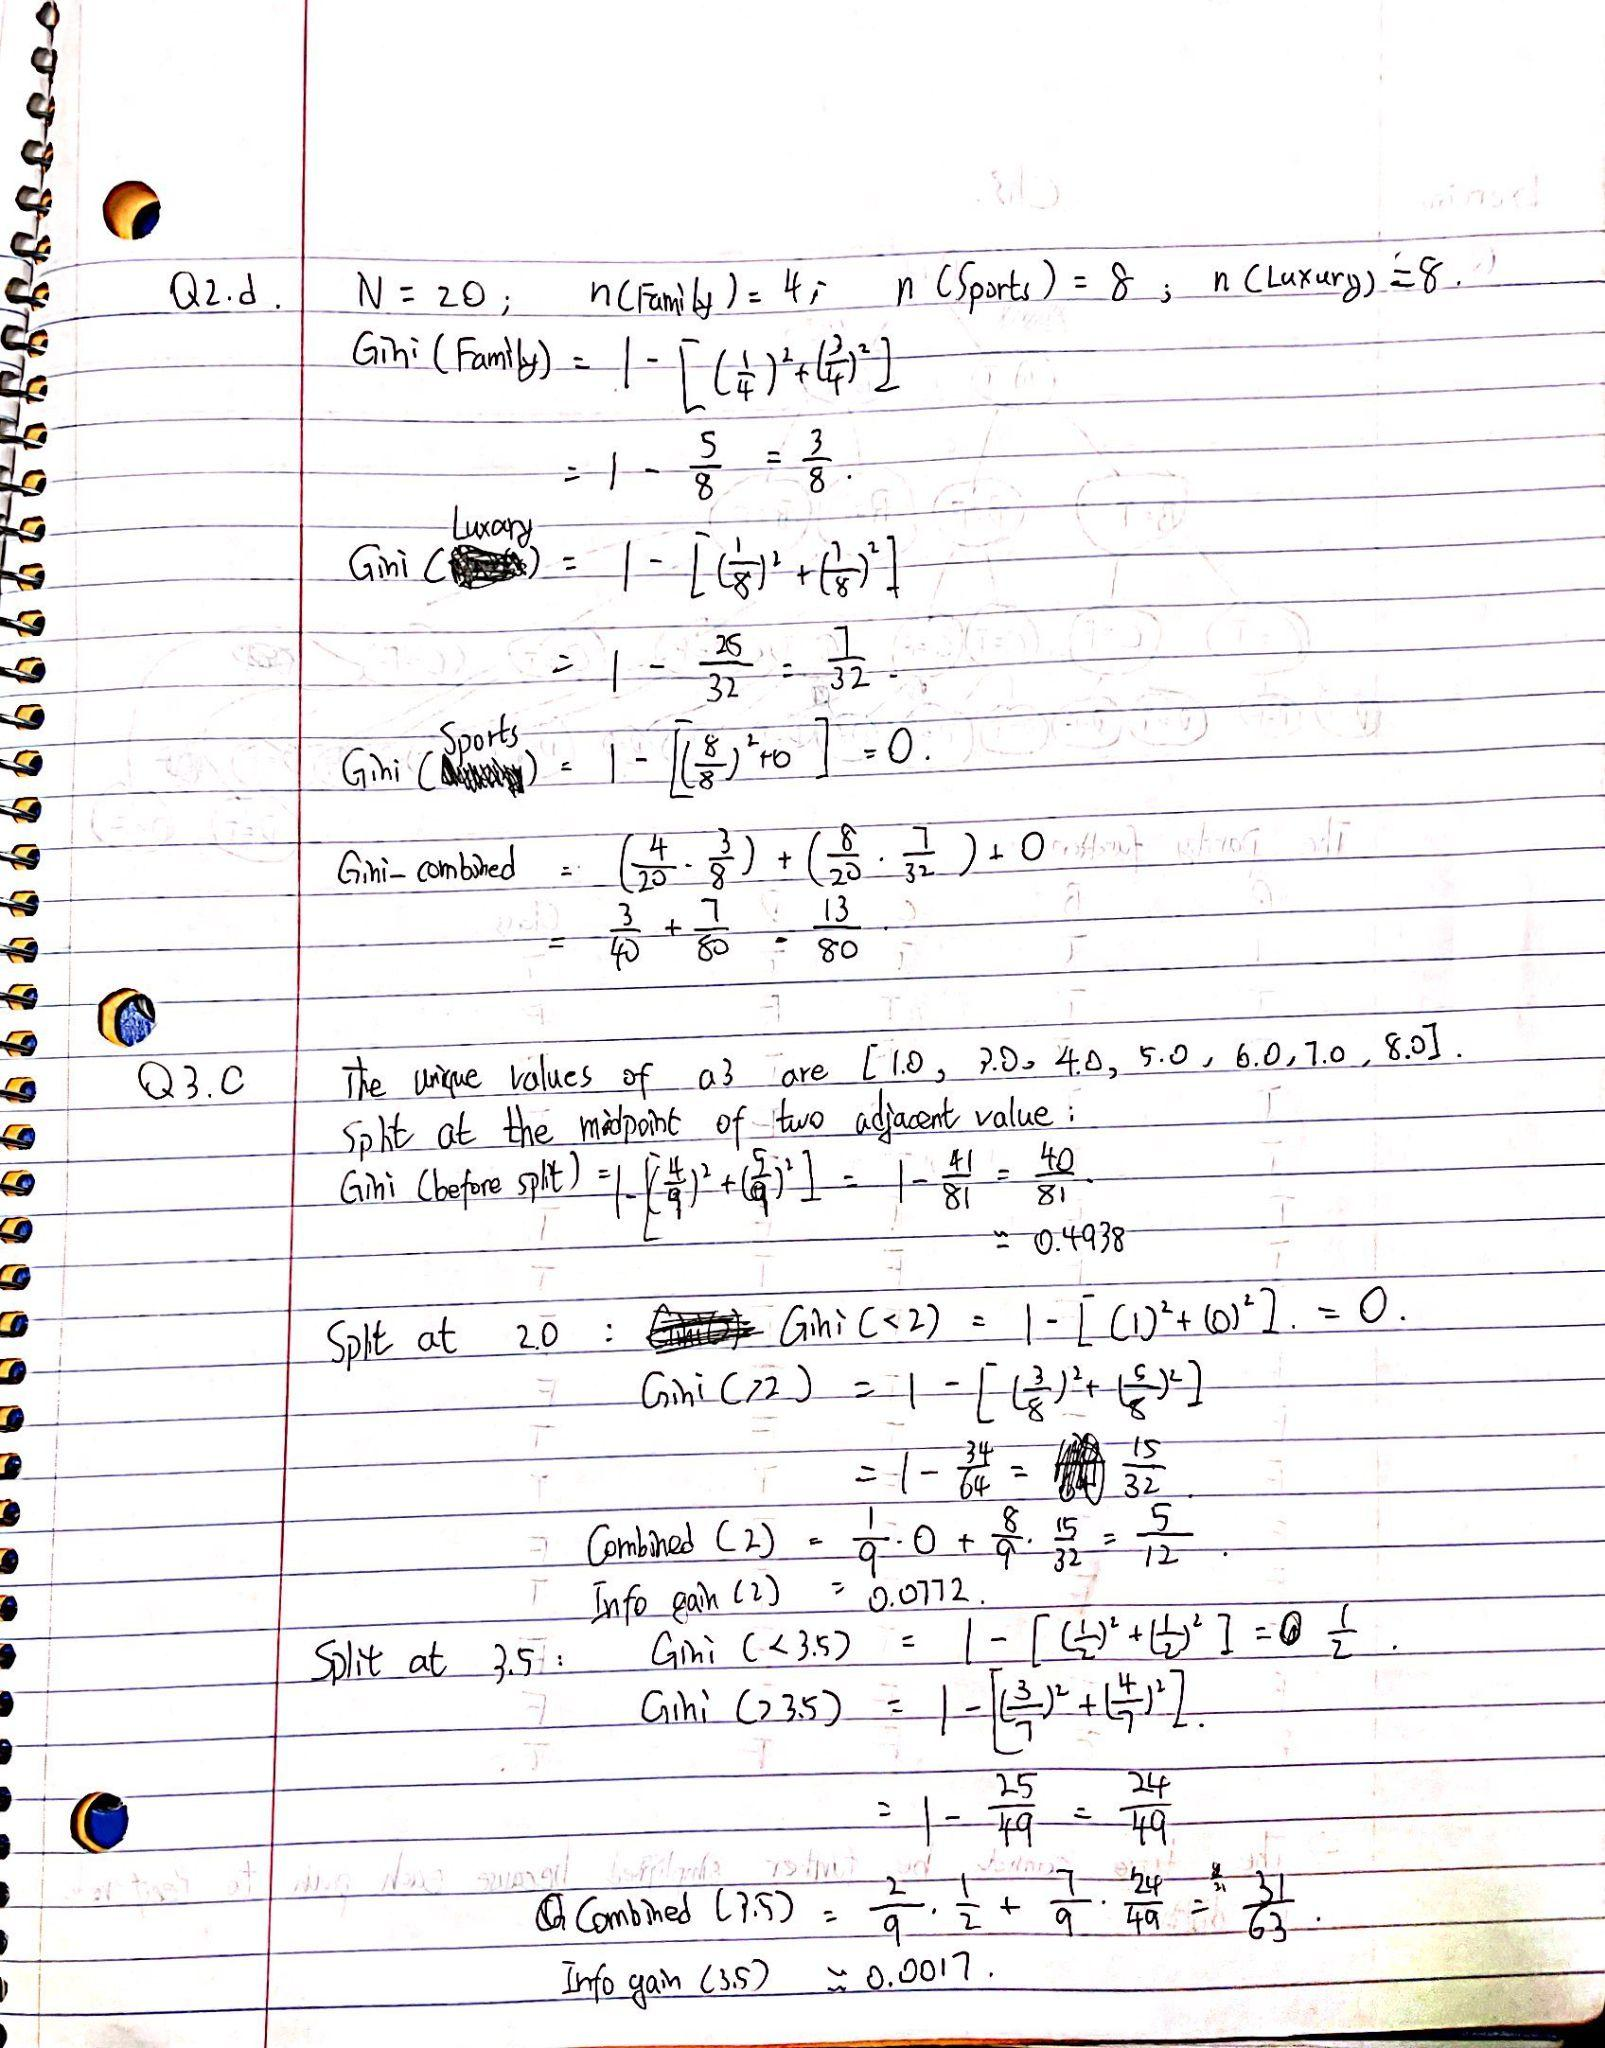 Q2.d. N = 20; n(Family) = 4; n(Sports) = 8; n(Luxury) = 8.
Gini (Family) = 1 - [(1/4)² + (3/4)²]
= 1 - 5/8 = 3/8.
Gini (Luxary) = 1 - [(1/8)² + (7/8)²]
= 1 - 25/32 = 7/32.
Gini (Sports) = 1 - [(8/8)² + 0] = 0.
Gini-combined = (4/20 · 3/8) + (8/20 · 7/32) + 0
= 3/40 + 7/80 = 13/80.
Q3.C The unique values of a3 are [1.0, 3.0, 4.0, 5.0, 6.0, 7.0, 8.0].
Split at the midpoint of two adjacent value:
Gini (before split) = 1 - [(4/9)² + (5/9)²] = 1 - 41/81 = 40/81.
≈ 0.4938
Split at 2.0 : Gini (<2) = 1 - [(1)² + (0)²]. = 0.
Gini (>2) = 1 - [(3/8)² + (5/8)²]
= 1 - 34/64 = 15/32.
Combined (2) = 1/9 · 0 + 8/9 · 15/32 = 5/12.
Info gain (2) = 0.0772.
Split at 3.5 : Gini (<3.5) = 1 - [(1/2)² + (1/2)²] = 1/2.
Gini (>3.5) = 1 - [(3/7)² + (4/7)²].
= 1 - 25/49 = 24/49
Combined (3.5) = 2/9 · 1/2 + 7/9 · 24/49 = 31/63.
Info gain (3.5) ≈ 0.0017.